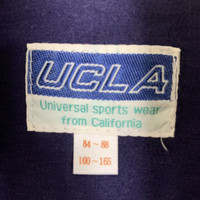 UCLA
Universal sports wear
from California
84~88
160~165